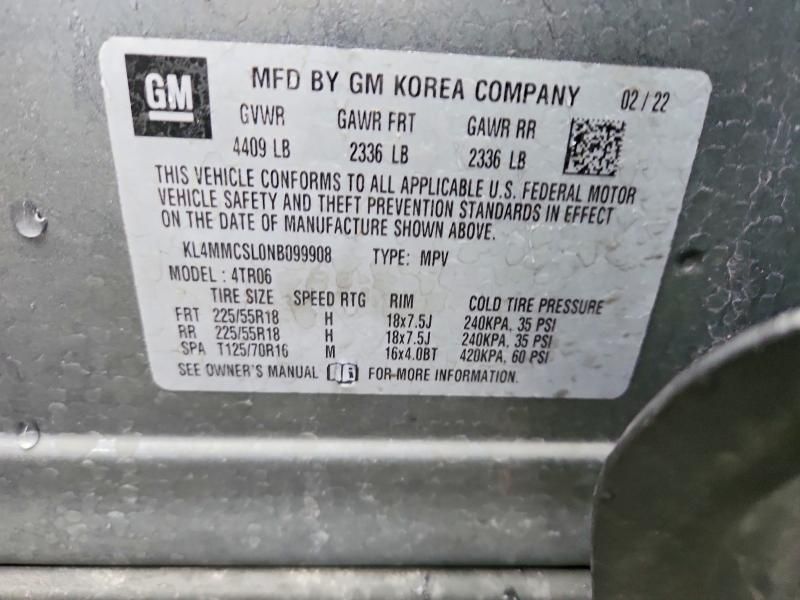 GM
MFD BY GM KOREA COMPANY 02/22
GVWR GAWR FRT GAWR RR
4409 LB 2336 LB 2336 LB
THIS VEHICLE CONFORMS TO ALL APPLICABLE U.S. FEDERAL MOTOR
VEHICLE SAFETY AND THEFT PREVENTION STANDARDS IN EFFECT
ON THE DATE OF MANUFACTURE SHOWN ABOVE.
KL4MMCSL0NB099908 TYPE: MPV
MODEL: 4TR06
TIRE SIZE SPEED RTG RIM COLD TIRE PRESSURE
FRT 225/55R18 H 18x7.5J 240KPA, 35 PSI
RR 225/55R18 H 18x7.5J 240KPA, 35 PSI
SPA T125/70R16 M 16x4.0BT 420KPA, 60 PSI
SEE OWNER'S MANUAL FOR MORE INFORMATION.